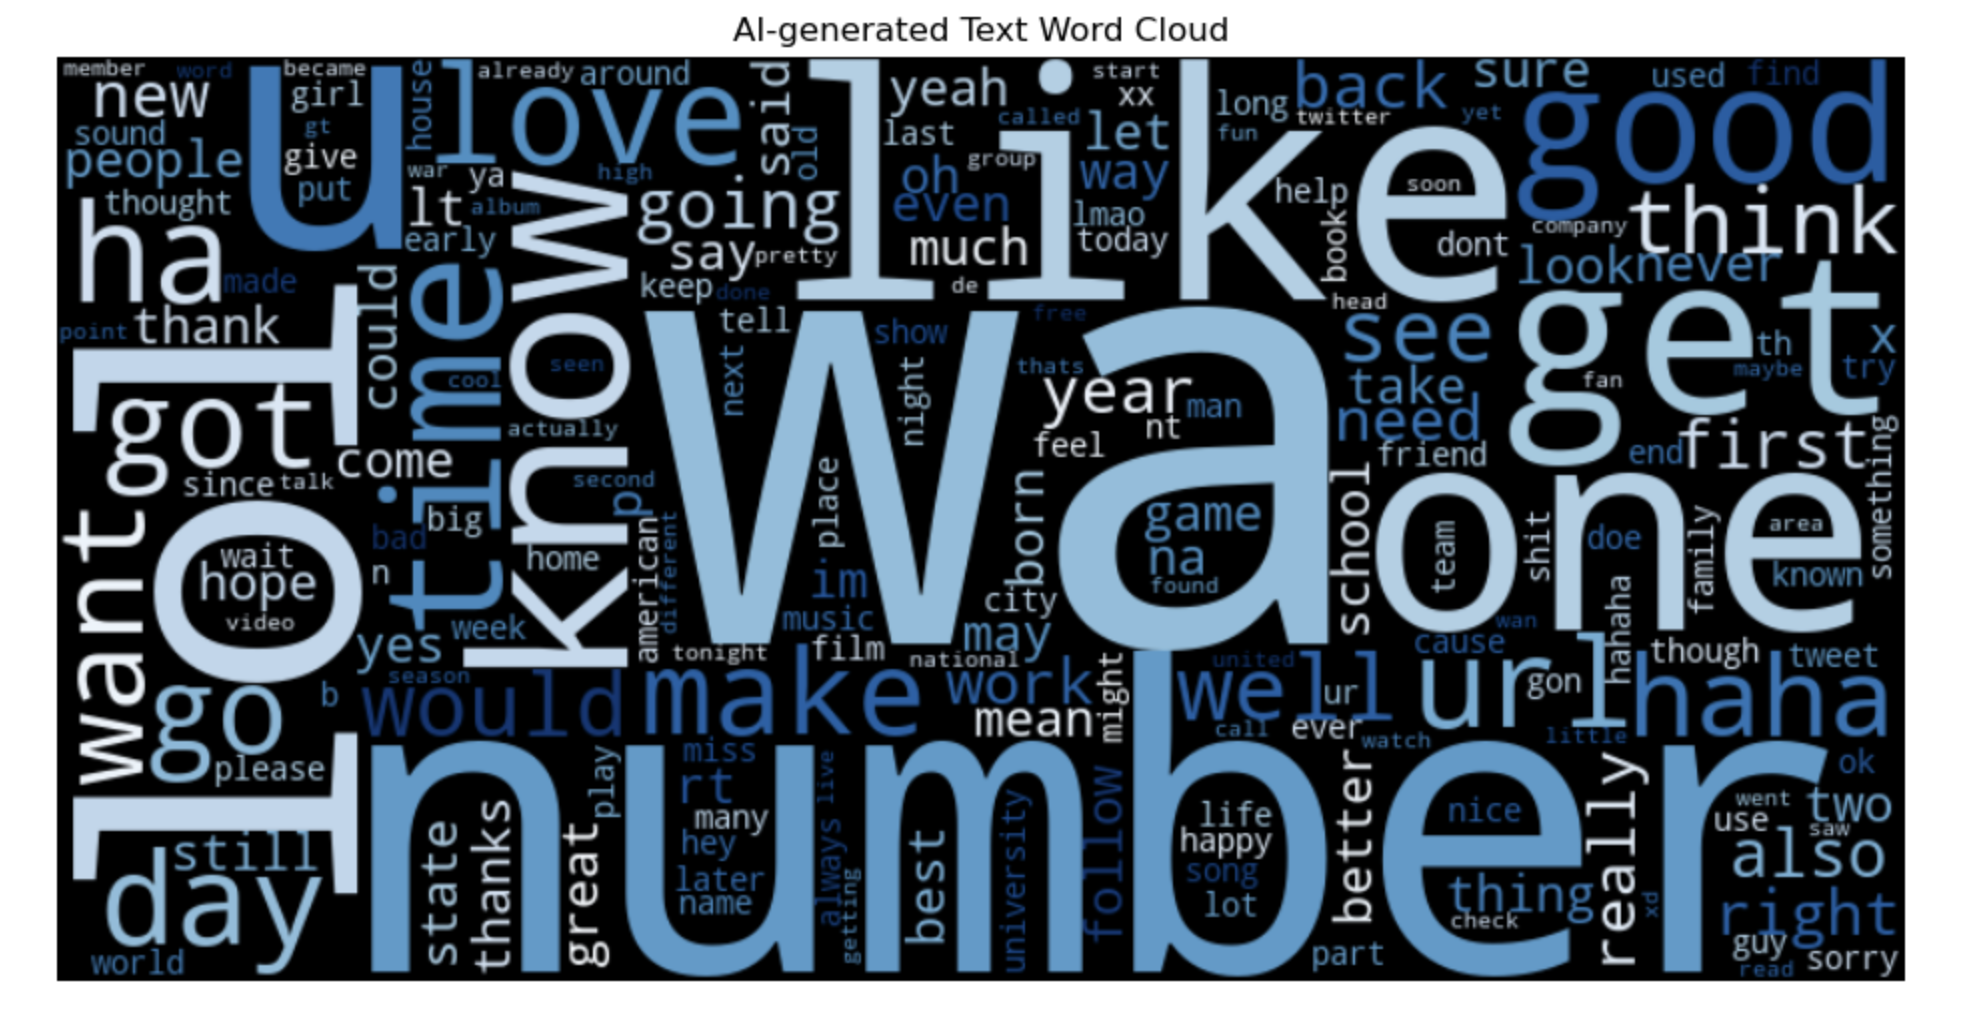 AI-generated Text Word Cloud
member
word
became
house
already
around
said
yeah
start
xx
back
sure
used
find
new
u
girl
love
like
long
twitter
yet
good
sound
gt
old
last
called
let
fun
people
give
war
ya
high
group
oh
way
help
soon
thought
put
lt
album
know
going
even
lmao
book
company
think
ha
early
say
pretty
much
today
dont
look
never
made
could
time
keep
done
de
head
get
point
thank
tell
show
free
see
x
lol
cool
seen
next
wa
night
thats
year
man
take
fan
th
maybe
try
got
actually
nt
need
come
feel
friend
end
first
something
since
talk
second
p
place
born
game
school
one
want
big
american
different
team
shit
doe
family
area
bad
wait
hope
n
home
im
na
found
known
video
music
city
hahaha
wan
yes
week
film
may
cause
though
tweet
tonight
national
united
go
b
season
would
make
work
might
well
ur
url
gon
haha
mean
call
ever
watch
little
please
number
miss
play
rt
always
live
follow
better
really
ok
still
state
thanks
great
many
hey
best
university
life
happy
nice
went
two
use
saw
day
later
name
getting
song
lot
thing
check
xd
also
right
world
part
guy
read
sorry